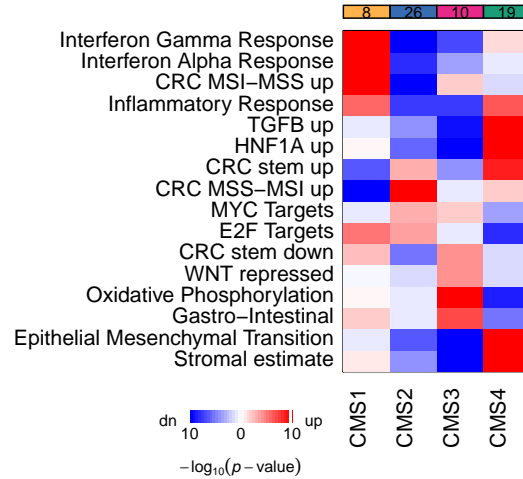 8 26 10 19
Interferon Gamma Response
Interferon Alpha Response
CRC MSI−MSS up
Inflammatory Response
TGFB up
HNF1A up
CRC stem up
CRC MSS−MSI up
MYC Targets
E2F Targets
CRC stem down
WNT repressed
Oxidative Phosphorylation
Gastro−Intestinal
Epithelial Mesenchymal Transition
Stromal estimate
CMS1 CMS2 CMS3 CMS4
dn up
10 0 10
−log10(p−value)